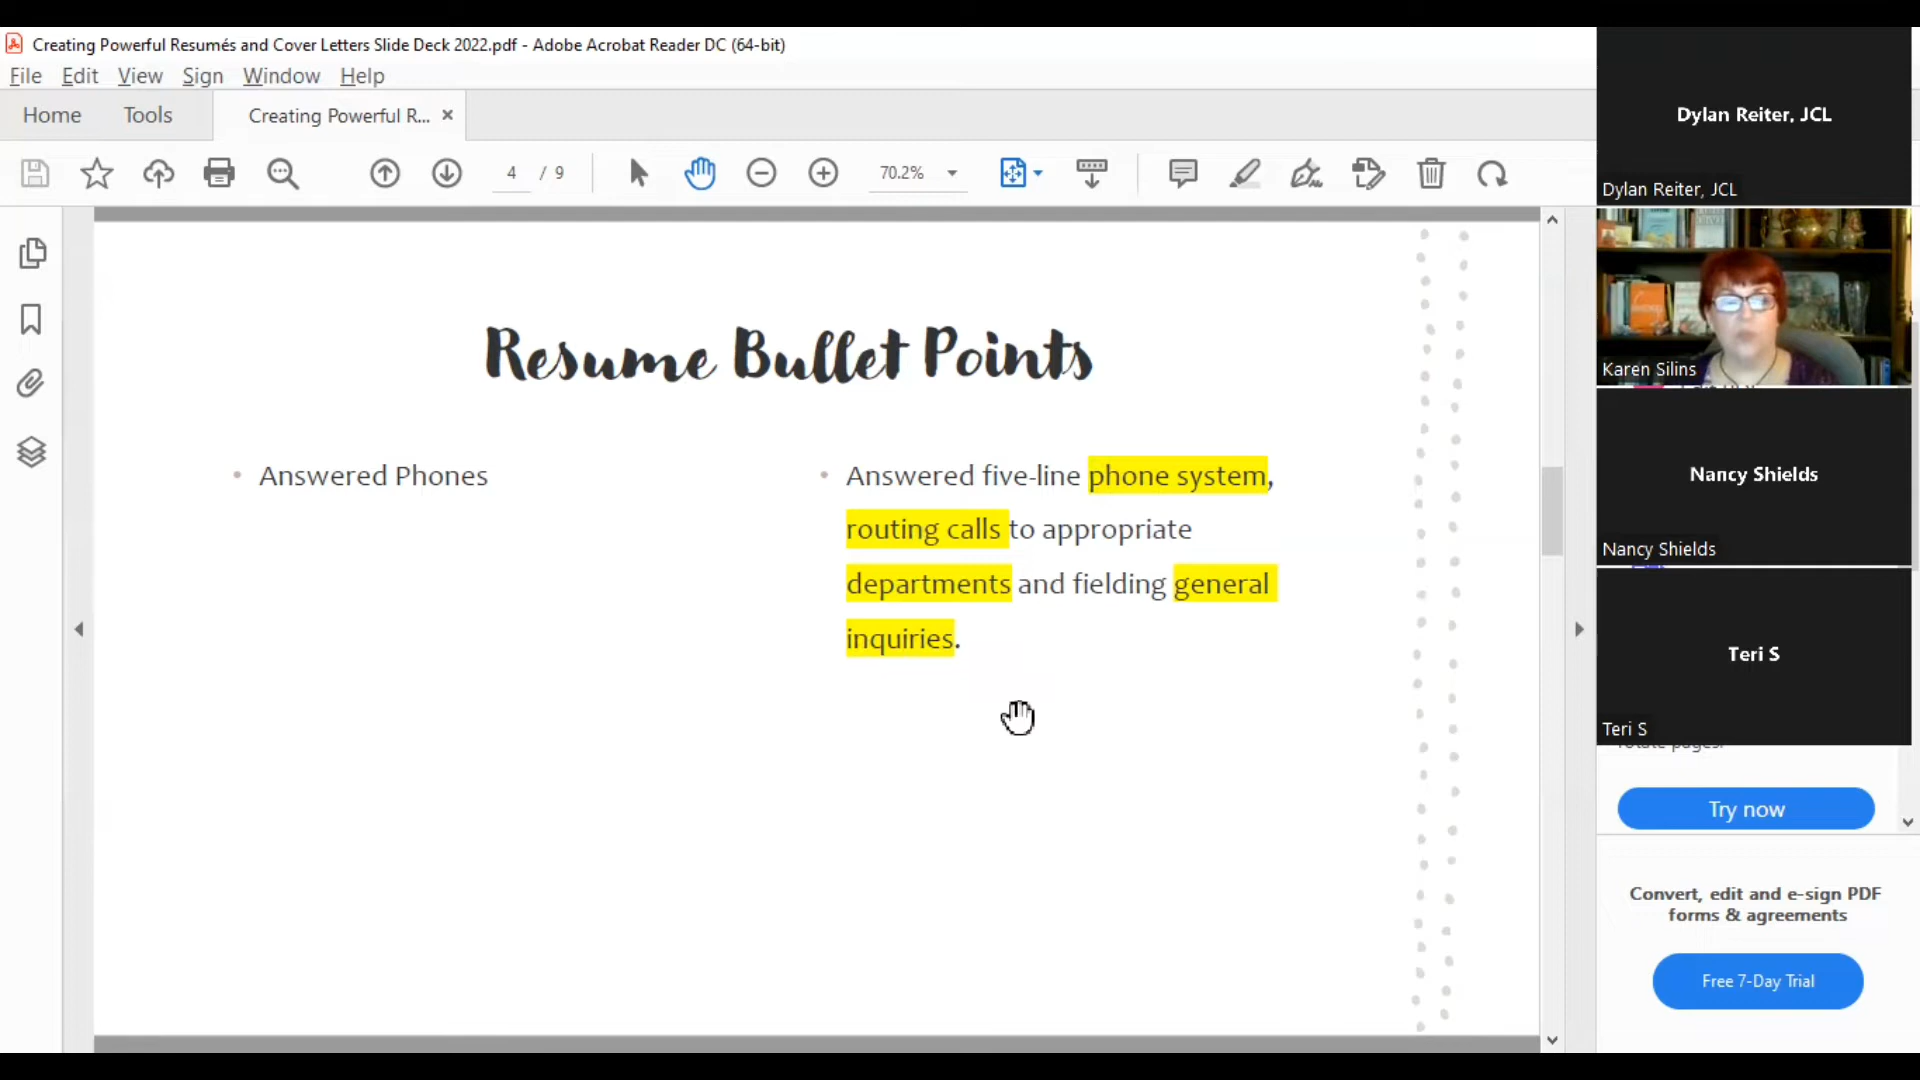 Creating Powerful Resumés and Cover Letters Slide Deck 2022.pdf - Adobe Acrobat Reader DC (64-bit)
File Edit View Sign Window Help
Home Tools Creating Powerful R... ×
4 / 9 70.2%
Resume Bullet Points
• Answered Phones
• Answered five-line phone system,
routing calls to appropriate
departments and fielding general
inquiries.
Dylan Reiter, JCL
Dylan Reiter, JCL
Karen Silins
Nancy Shields
Nancy Shields
Teri S
Teri S
Try now
Convert, edit and e-sign PDF
forms & agreements
Free 7-Day Trial